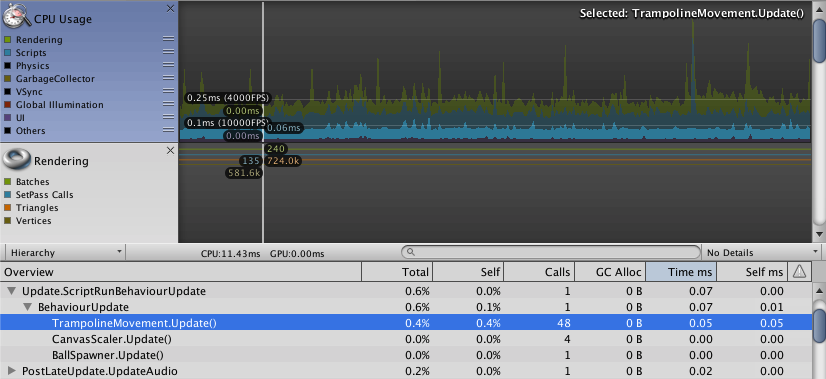 CPU Usage
Rendering
Scripts
Physics
GarbageCollector
VSync
Global Illumination
UI
Others
Selected: TrampolineMovement.Update()
0.25ms (4000FPS)
0.00ms
0.1ms (10000FPS)
0.06ms
0.00ms
Rendering
Batches
SetPass Calls
Triangles
Vertices
240
135
724.0k
581.6k
Hierarchy CPU:11.43ms GPU:0.00ms No Details
Overview Total Self Calls GC Alloc Time ms Self ms
Update.ScriptRunBehaviourUpdate 0.6% 0.0% 1 0 B 0.07 0.00
BehaviourUpdate 0.6% 0.1% 1 0 B 0.07 0.01
TrampolineMovement.Update() 0.4% 0.4% 48 0 B 0.05 0.05
CanvasScaler.Update() 0.0% 0.0% 4 0 B 0.00 0.00
BallSpawner.Update() 0.0% 0.0% 1 0 B 0.00 0.00
PostLateUpdate.UpdateAudio 0.2% 0.0% 1 0 B 0.02 0.00